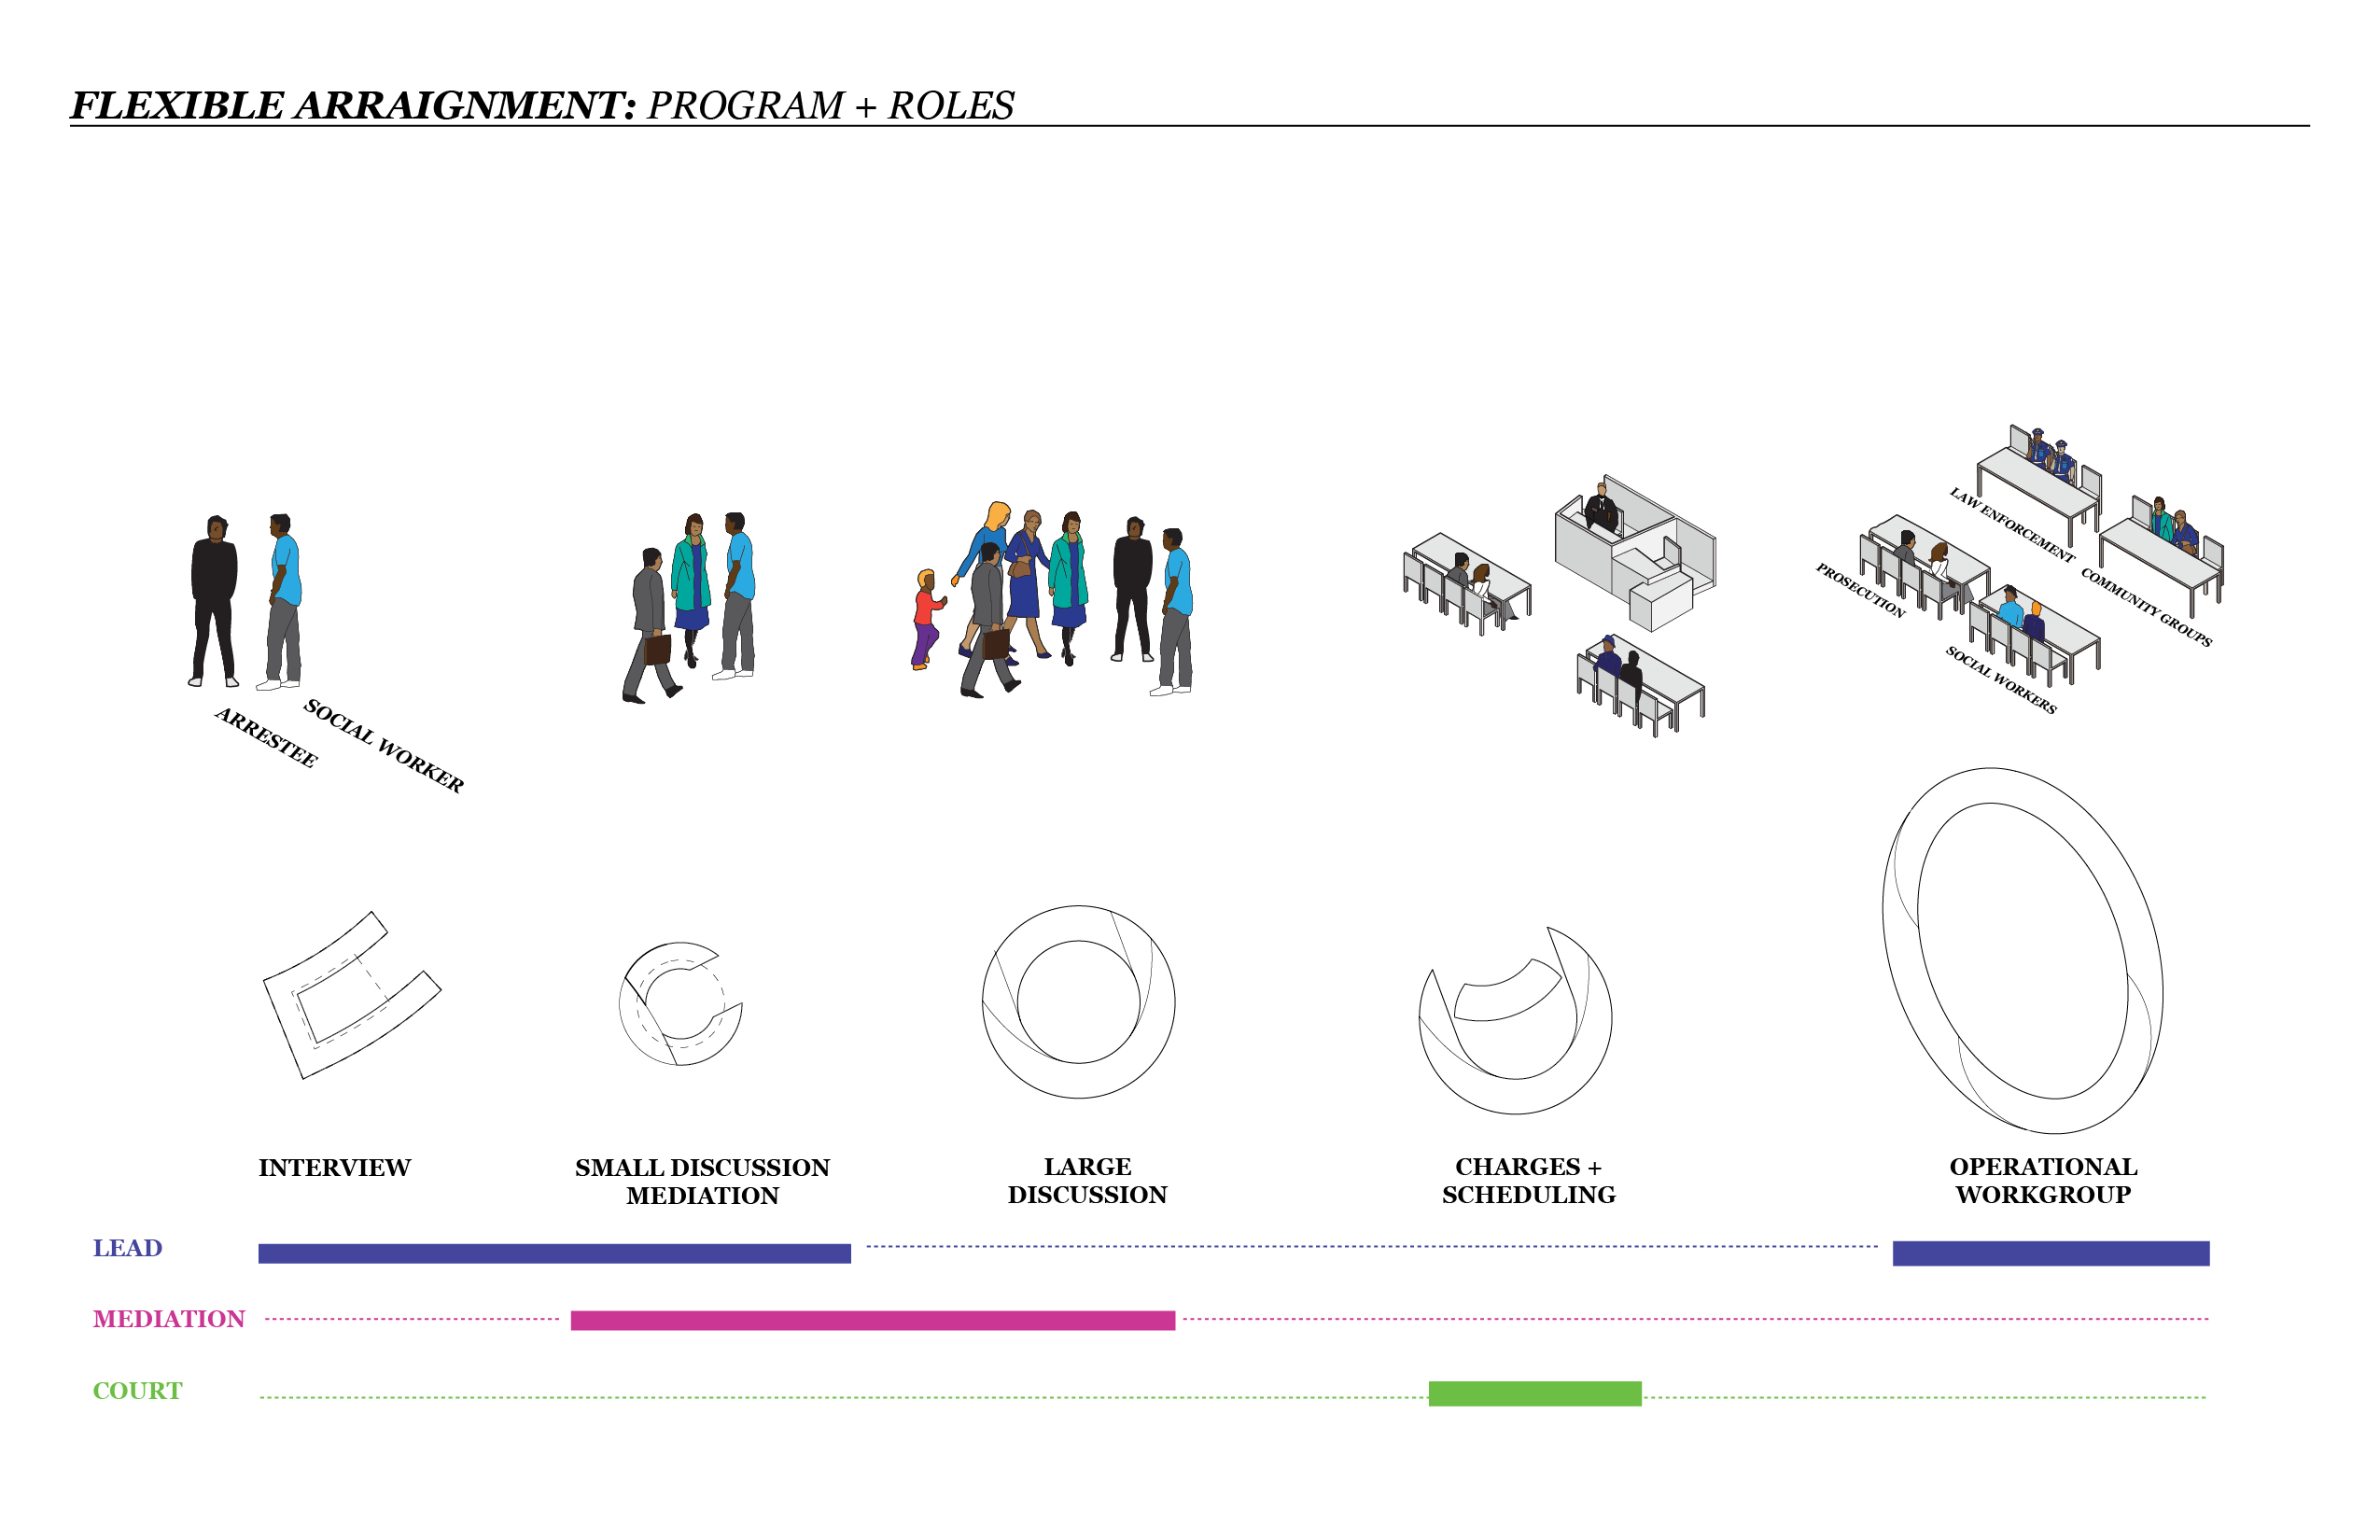 FLEXIBLE ARRAIGNMENT: PROGRAM + ROLES
ARRESTEE
SOCIAL WORKER
LAW ENFORCEMENT
COMMUNITY GROUPS
PROSECUTION
SOCIAL WORKERS
INTERVIEW
SMALL DISCUSSION
MEDIATION
LARGE
DISCUSSION
CHARGES +
SCHEDULING
OPERATIONAL
WORKGROUP
LEAD
MEDIATION
COURT